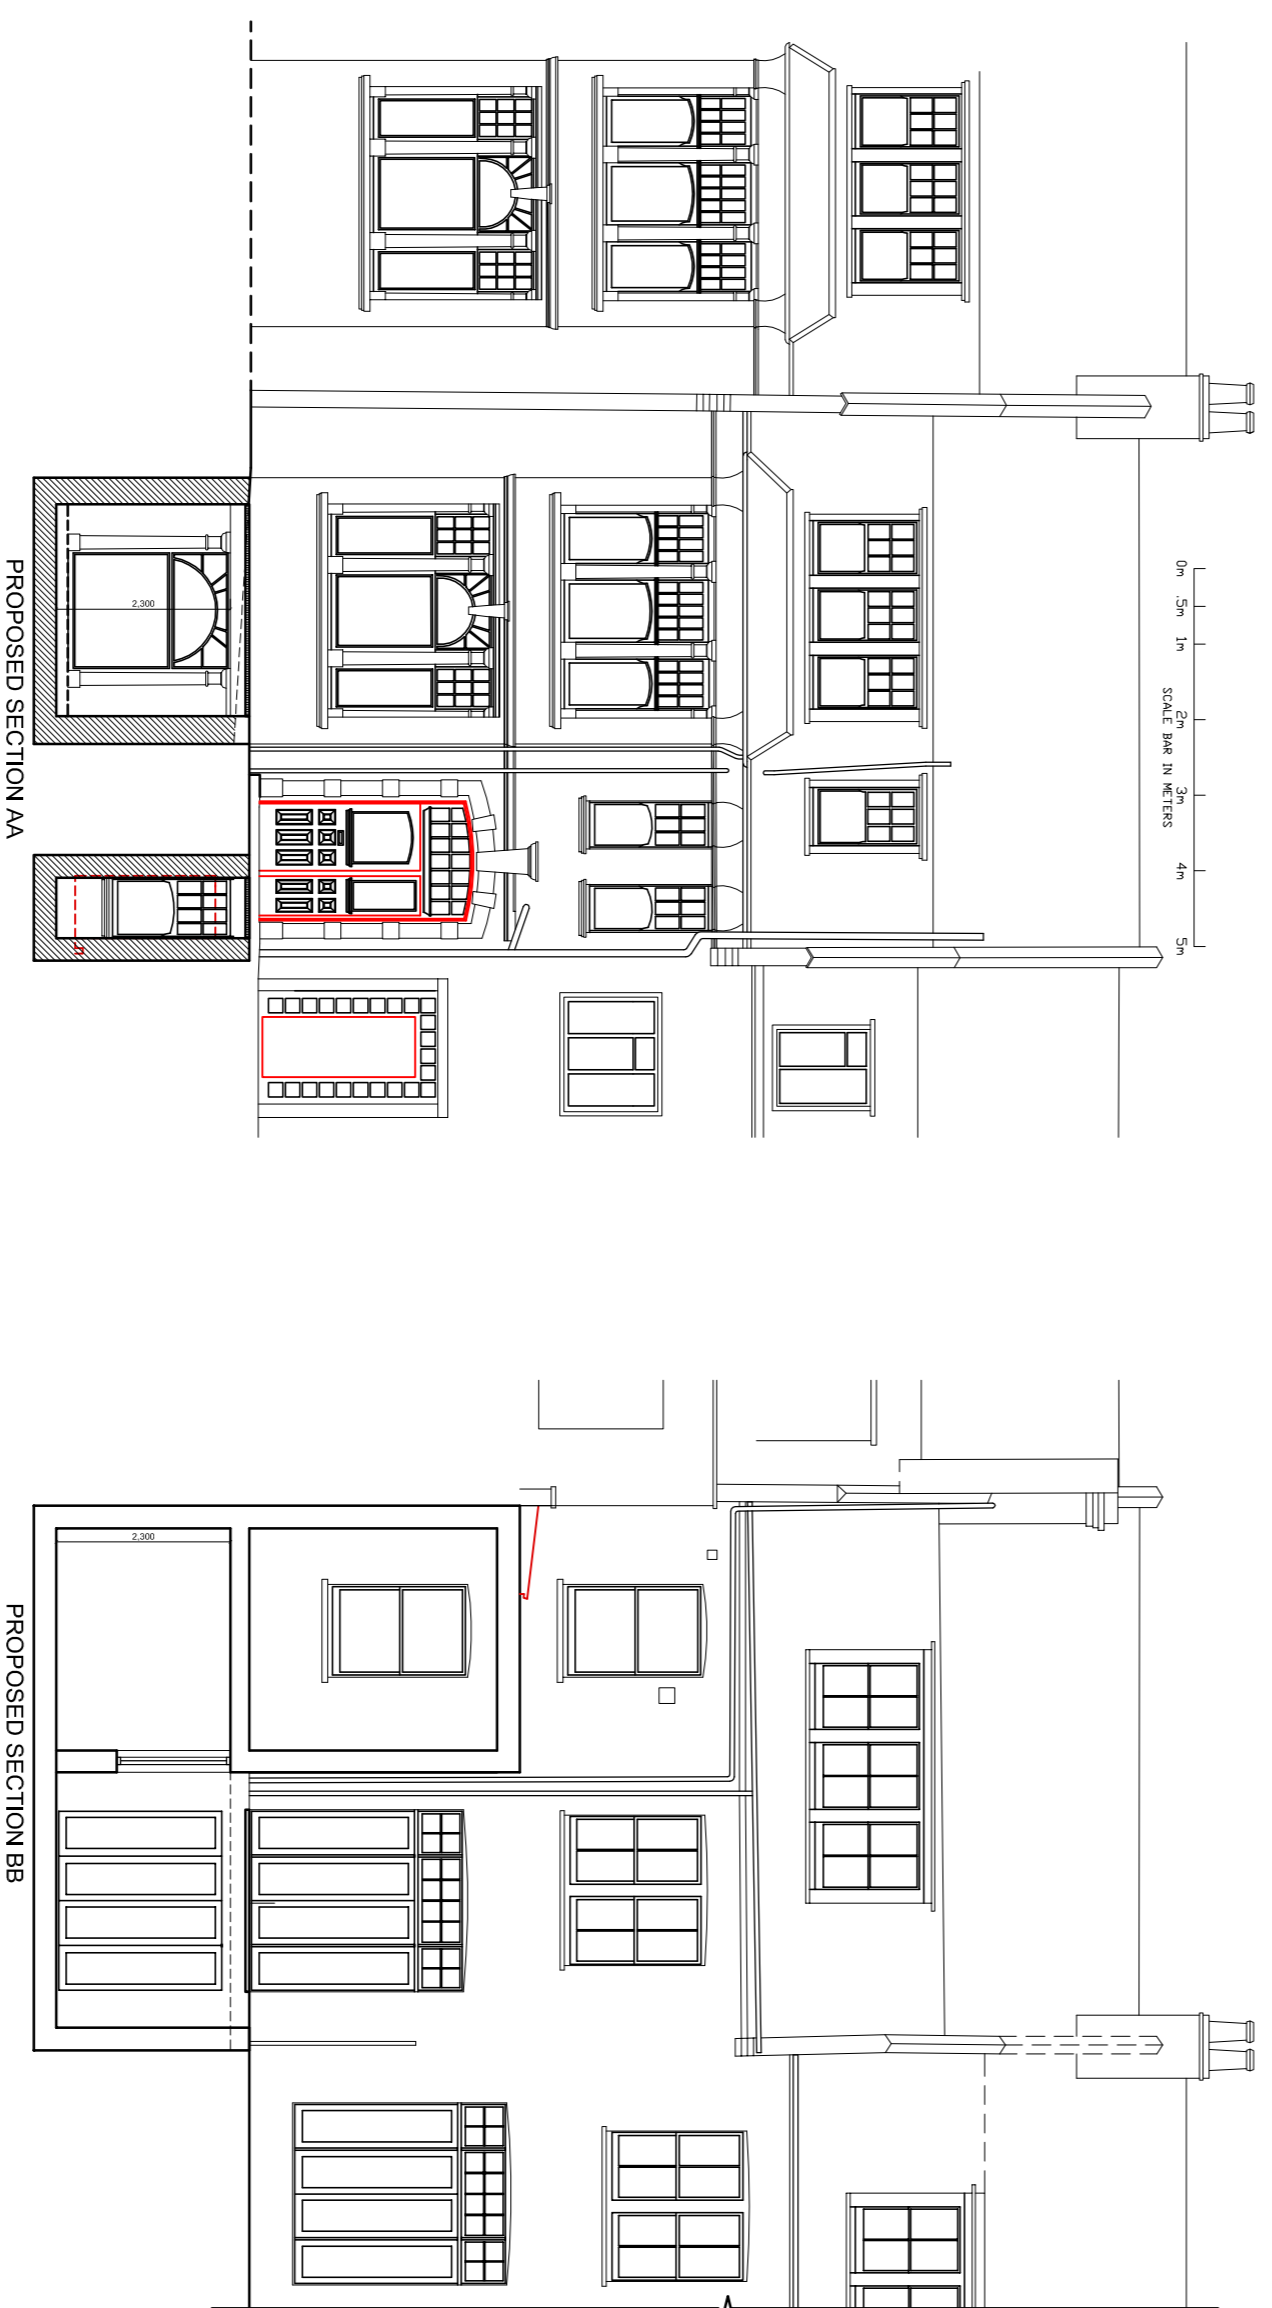 0m .5m 1m 2m 3m 4m 5m
SCALE BAR IN METERS
2,300
PROPOSED SECTION AA
2,300
PROPOSED SECTION BB